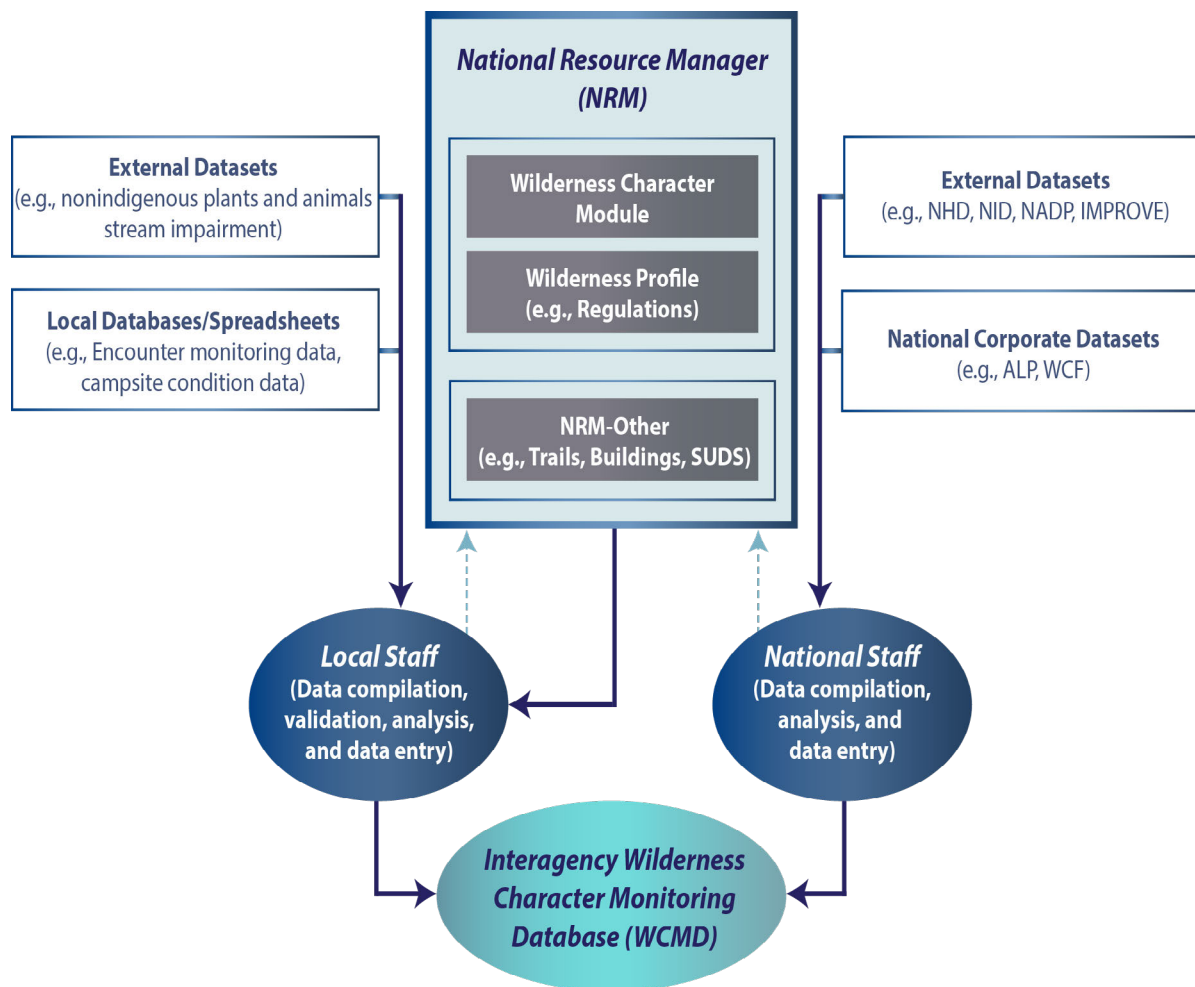 National Resource Manager
(NRM)
Wilderness Character
Module
Wilderness Profile
(e.g., Regulations)
NRM-Other
(e.g., Trails, Buildings, SUDS)
External Datasets
(e.g., nonindigenous plants and animals
stream impairment)
Local Databases/Spreadsheets
(e.g., Encounter monitoring data,
campsite condition data)
External Datasets
(e.g., NHD, NID, NADP, IMPROVE)
National Corporate Datasets
(e.g., ALP, WCF)
Local Staff
(Data compilation,
validation, analysis,
and data entry)
National Staff
(Data compilation,
analysis, and
data entry)
Interagency Wilderness
Character Monitoring
Database (WCMD)